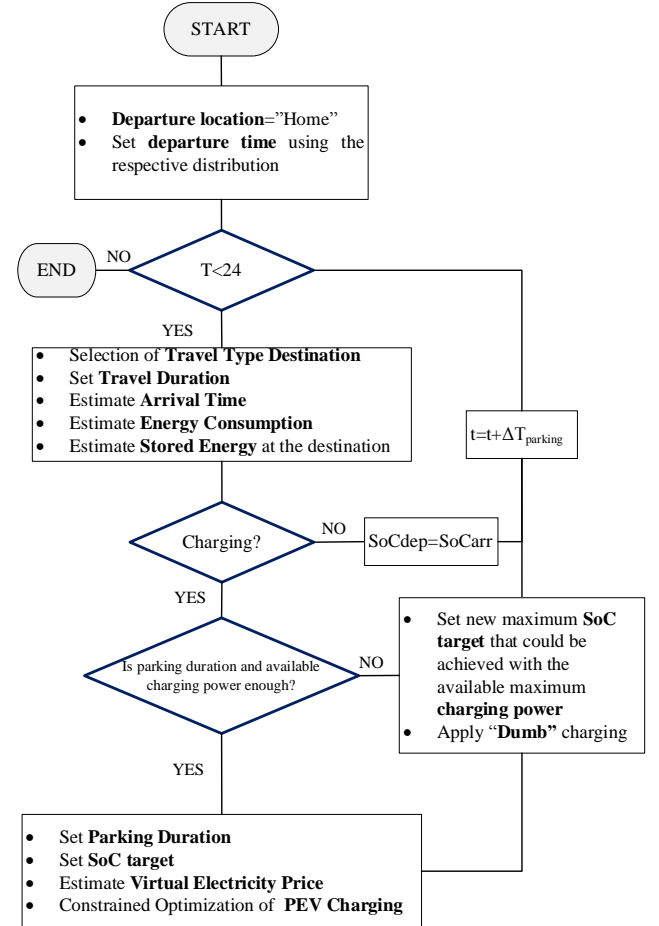 START
• Departure location=”Home”
• Set departure time using the
respective distribution
T<24
NO
END
YES
• Selection of Travel Type Destination
• Set Travel Duration
• Estimate Arrival Time
• Estimate Energy Consumption
• Estimate Stored Energy at the destination
t=t+ΔTparking
Charging?
NO
SoCdep=SoCarr
YES
Is parking duration and available
charging power enough?
NO
• Set new maximum SoC
target that could be
achieved with the
available maximum
charging power
• Apply “Dumb” charging
YES
• Set Parking Duration
• Set SoC target
• Estimate Virtual Electricity Price
• Constrained Optimization of PEV Charging